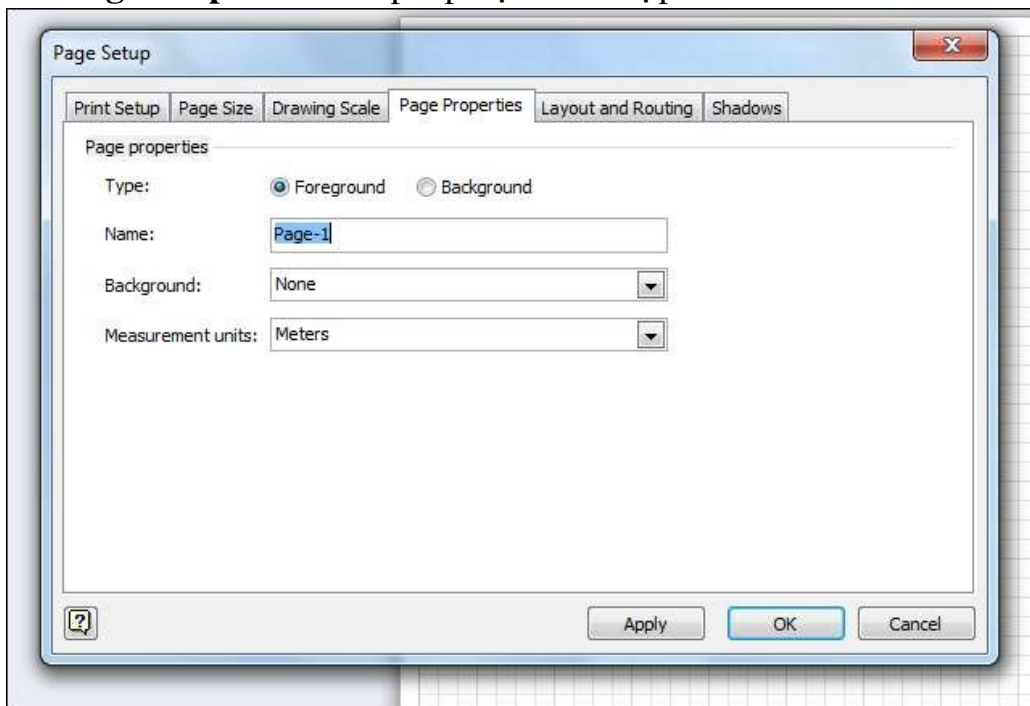 Page Setup
Print Setup Page Size Drawing Scale Page Properties Layout and Routing Shadows
Page properties
Type: Foreground Background
Name: Page-1
Background: None
Measurement units: Meters
Apply OK Cancel